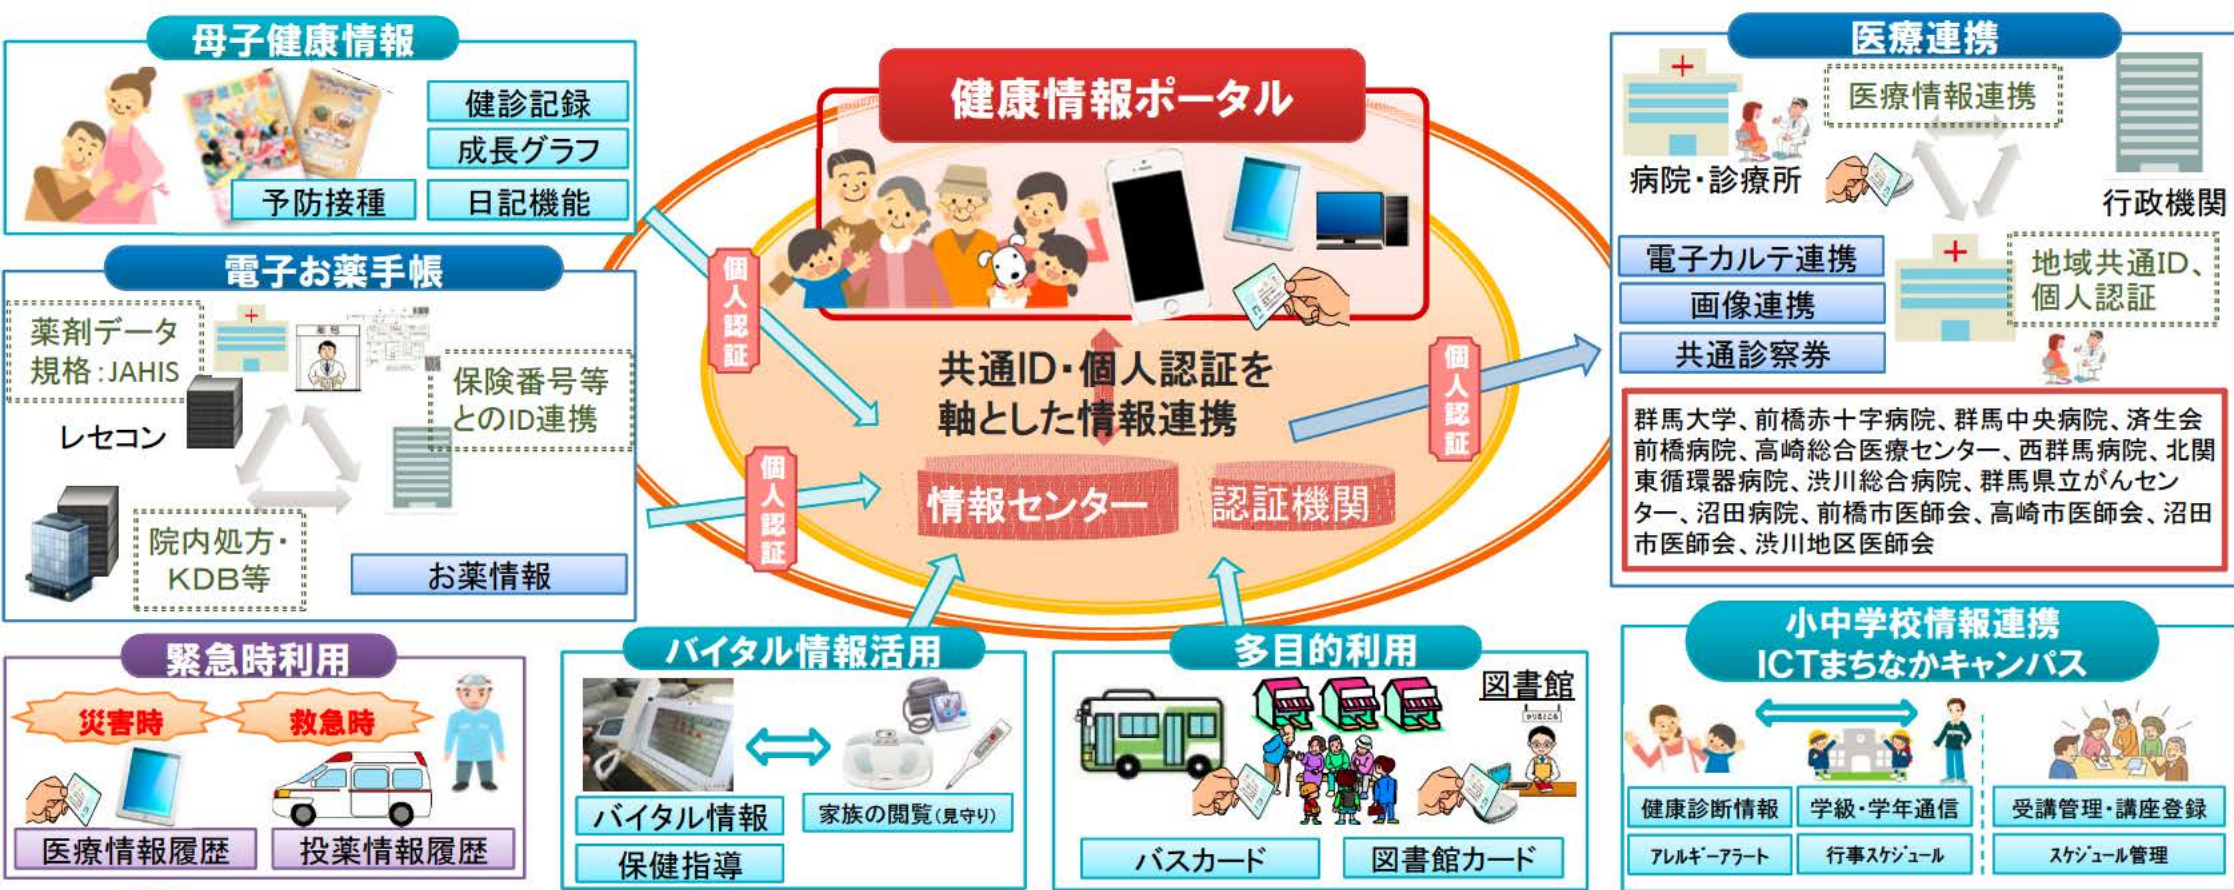 母子健康情報
健診記録
成長グラフ
予防接種
日記機能
電子お薬手帳
薬剤データ
規格:JAHIS
レセコン
保険番号等
とのID連携
院内処方・
KDB等
お薬情報
緊急時利用
災害時
救急時
医療情報履歴
投薬情報履歴
健康情報ポータル
個人認証
個人認証
個人認証
共通ID・個人認証を
軸とした情報連携
情報センター
認証機関
バイタル情報活用
バイタル情報
家族の閲覧(見守り)
保健指導
多目的利用
図書館
バスカード
図書館カード
医療連携
医療情報連携
病院・診療所
行政機関
電子カルテ連携
画像連携
共通診察券
地域共通ID、
個人認証
群馬大学、前橋赤十字病院、群馬中央病院、済生会
前橋病院、高崎総合医療センター、西群馬病院、北関
東循環器病院、渋川総合病院、群馬県立がんセン
ター、沼田病院、前橋市医師会、高崎市医師会、沼田
市医師会、渋川地区医師会
小中学校情報連携
ICTまちなかキャンパス
健康診断情報
学級・学年通信
受講管理・講座登録
アレルギーアラート
行事スケジュール
スケジュール管理